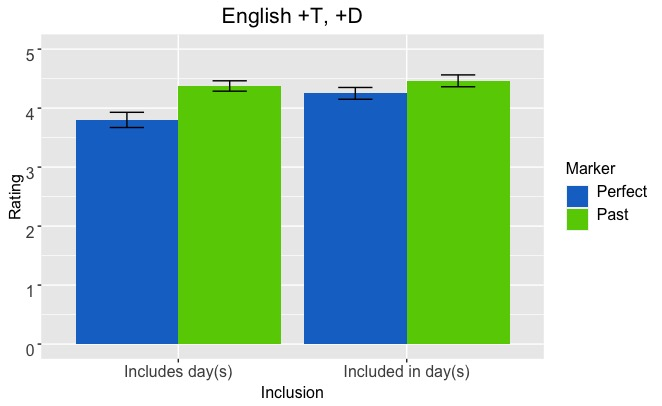 English +T, +D
5
4
3
2
1
0
Rating
Includes day(s)
Included in day(s)
Inclusion
Marker
Perfect
Past